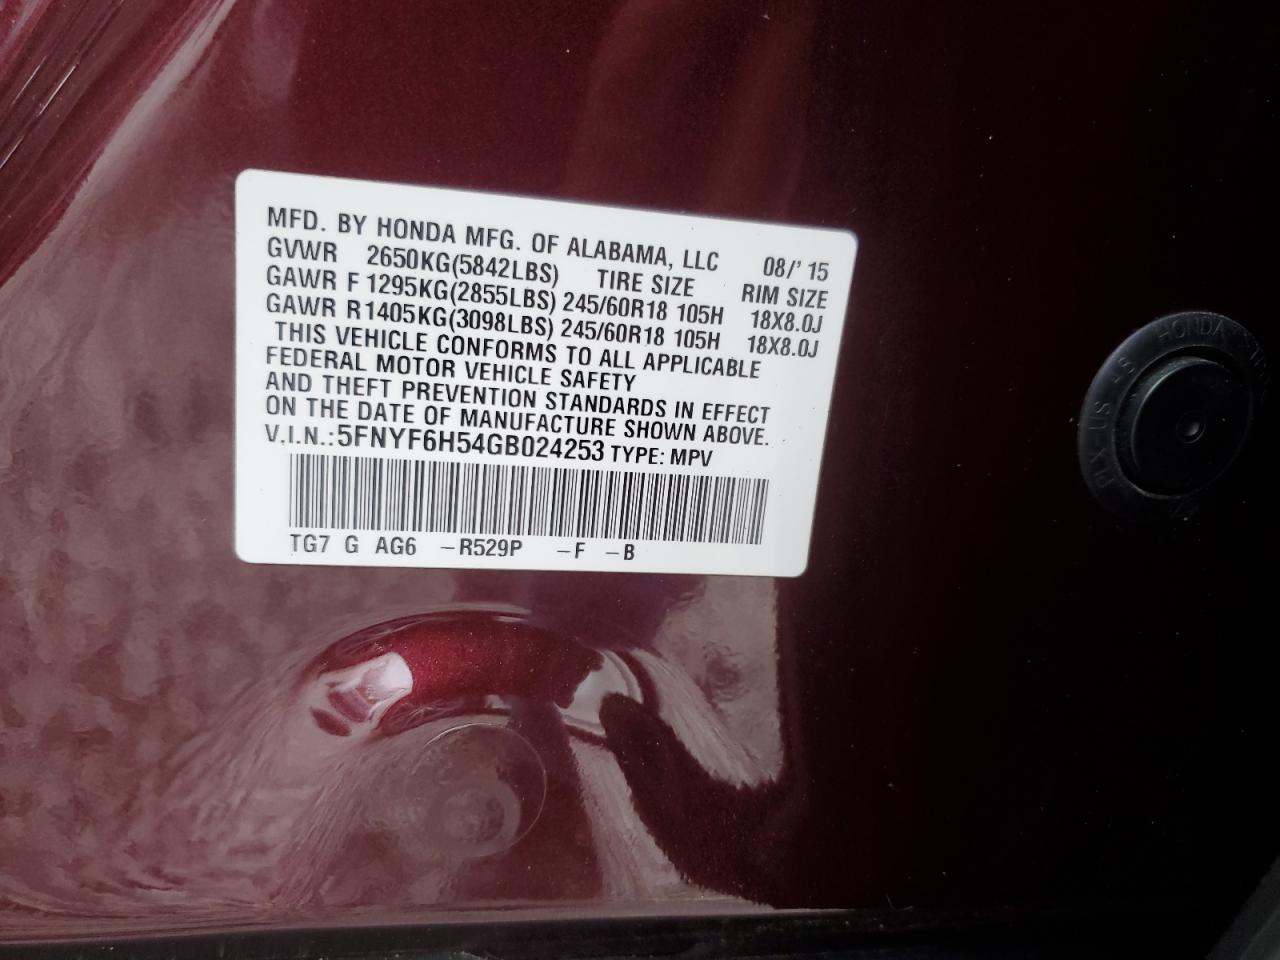 MFD. BY HONDA MFG. OF ALABAMA, LLC 08/'15
GVWR 2650KG(5842LBS) TIRE SIZE RIM SIZE
GAWR F 1295KG(2855LBS) 245/60R18 105H 18X8.0J
GAWR R1405KG(3098LBS) 245/60R18 105H 18X8.0J
THIS VEHICLE CONFORMS TO ALL APPLICABLE
FEDERAL MOTOR VEHICLE SAFETY
AND THEFT PREVENTION STANDARDS IN EFFECT
ON THE DATE OF MANUFACTURE SHOWN ABOVE.
V.I.N.:5FNYF6H54GB024253 TYPE: MPV
TG7 G AG6 -R529P -F -B
HONDA